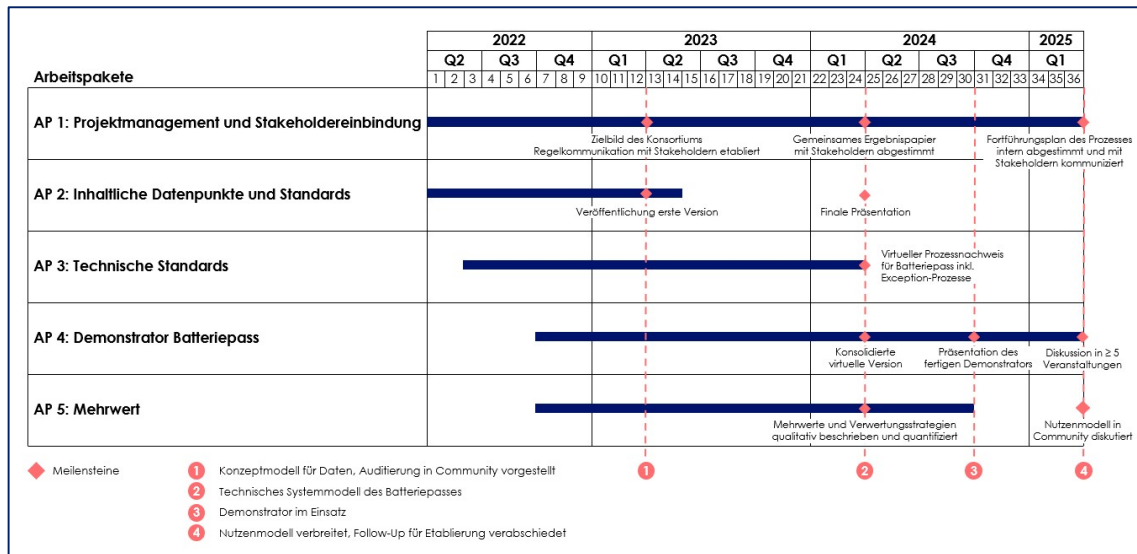 2022 2023 2024 2025
Q2 Q3 Q4 Q1 Q2 Q3 Q4 Q1 Q2 Q3 Q4 Q1
Arbeitspakete
1 2 3 4 5 6 7 8 9 10 11 12 13 14 15 16 17 18 19 20 21 22 23 24 25 26 27 28 29 30 31 32 33 34 35 36
AP 1: Projektmanagement und Stakeholdereinbindung
Zielbild des Konsortiums
Regelkommunikation mit Stakeholdern etabliert
Gemeinsames Ergebnispapier
mit Stakeholdern abgestimmt
Fortführungsplan des Prozesses
intern abgestimmt und mit
Stakeholdern kommuniziert
AP 2: Inhaltliche Datenpunkte und Standards
Veröffentlichung erste Version
Finale Präsentation
AP 3: Technische Standards
Virtueller Prozessnachweis
für Batteriepass inkl.
Exception-Prozesse
AP 4: Demonstrator Batteriepass
Konsolidierte
virtuelle Version
Präsentation des
fertigen Demonstrators
Diskussion in ≥ 5
Veranstaltungen
AP 5: Mehrwert
Mehrwerte und Verwertungsstrategien
qualitativ beschrieben und quantifiziert
Nutzenmodell in
Community diskutiert
Meilensteine
1 Konzeptmodell für Daten, Auditierung in Community vorgestellt
2 Technisches Systemmodell des Batteriepasses
3 Demonstrator im Einsatz
4 Nutzenmodell verbreitet, Follow-Up für Etablierung verabschiedet
1 2 3 4